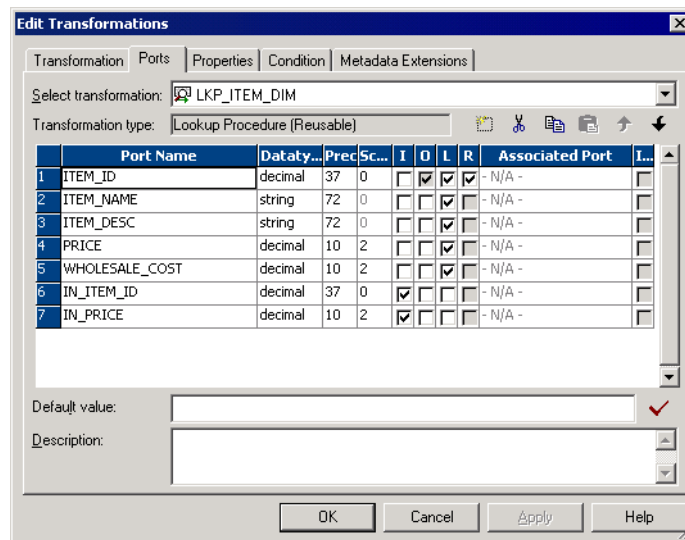 Edit Transformations
Transformation Ports Properties Condition Metadata Extensions
Select transformation: LKP_ITEM_DIM
Transformation type: Lookup Procedure (Reusable)
Port Name Dataty... Prec Sc... I O L R Associated Port I...
1 ITEM_ID decimal 37 0 - N/A -
2 ITEM_NAME string 72 0 - N/A -
3 ITEM_DESC string 72 0 - N/A -
4 PRICE decimal 10 2 - N/A -
5 WHOLESALE_COST decimal 10 2 - N/A -
6 IN_ITEM_ID decimal 37 0 - N/A -
7 IN_PRICE decimal 10 2 - N/A -
Default value:
Description:
OK Cancel Apply Help